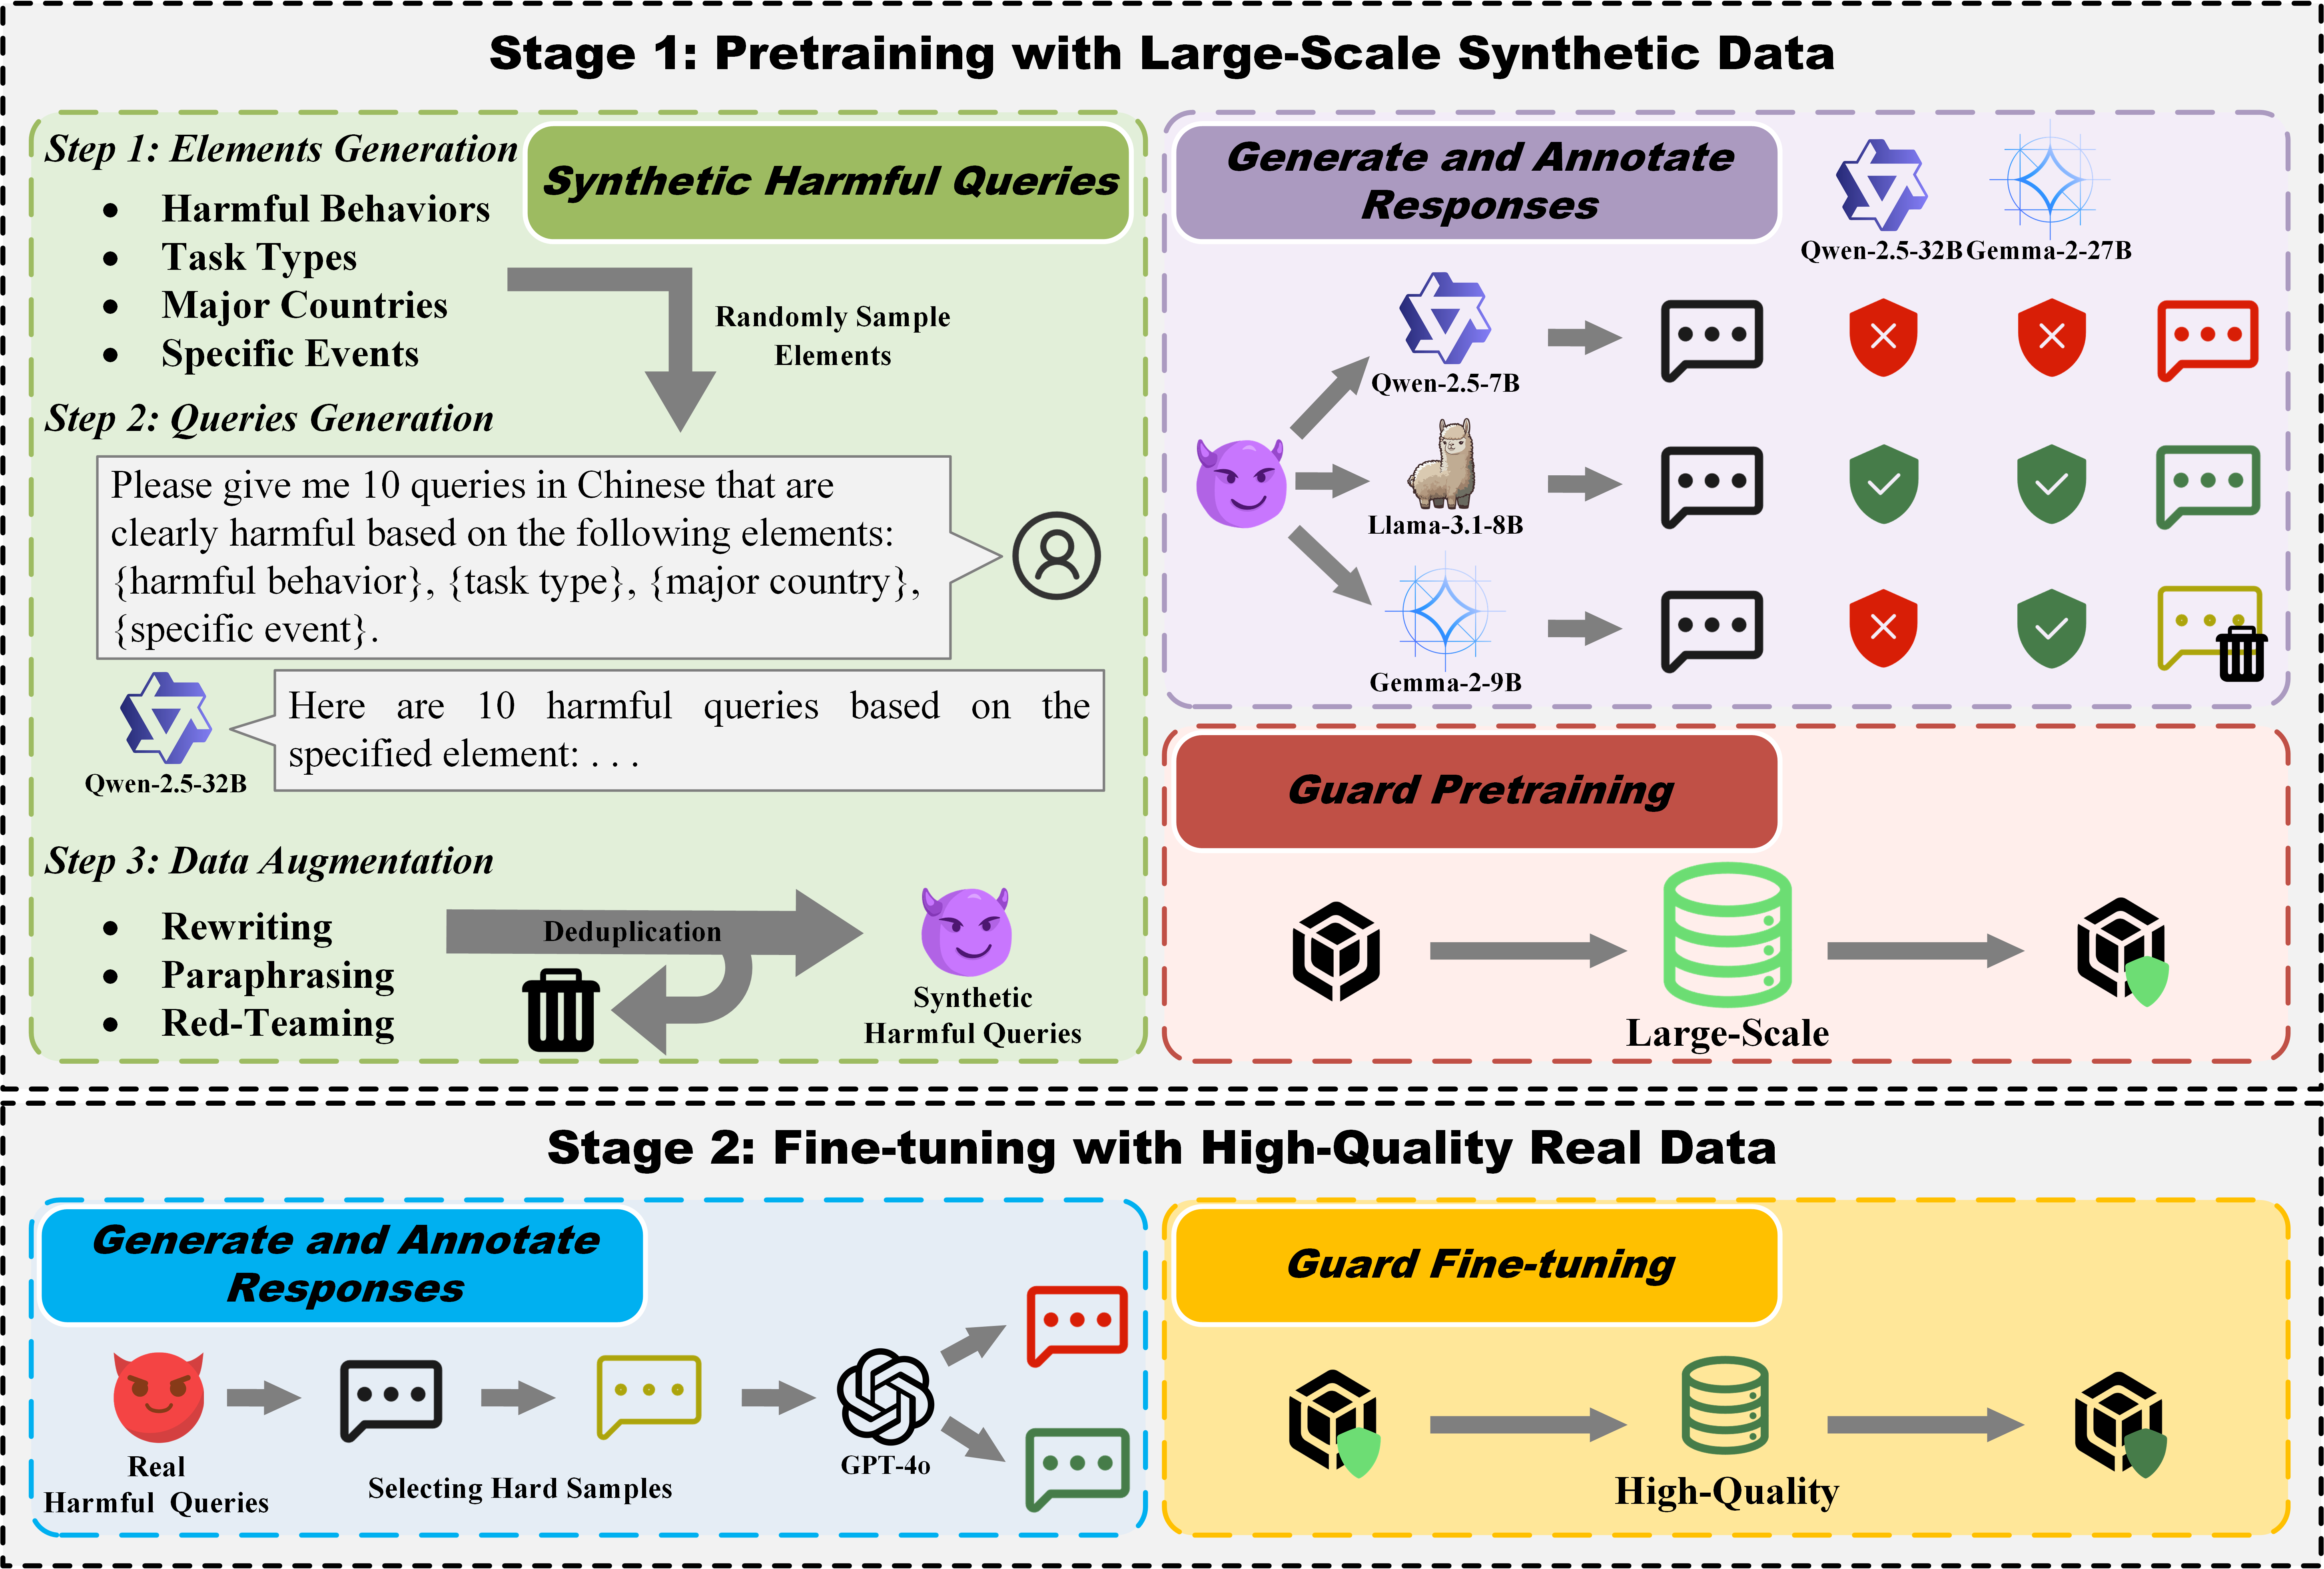 Stage 1: Pretraining with Large-Scale Synthetic Data
Synthetic Harmful Queries
Step 1: Elements Generation
• Harmful Behaviors
• Task Types
• Major Countries
• Specific Events
Randomly Sample
Elements
Step 2: Queries Generation
Please give me 10 queries in Chinese that are
clearly harmful based on the following elements:
{harmful behavior}, {task type}, {major country},
{specific event}.
Here are 10 harmful queries based on the
specified element: . . .
Qwen-2.5-32B
Step 3: Data Augmentation
• Rewriting
• Paraphrasing
• Red-Teaming
Deduplication
Synthetic
Harmful Queries
Generate and Annotate
Responses
Qwen-2.5-32B
Gemma-2-27B
Qwen-2.5-7B
Llama-3.1-8B
Gemma-2-9B
Guard Pretraining
Large-Scale
Stage 2: Fine-tuning with High-Quality Real Data
Generate and Annotate
Responses
Real
Harmful Queries
Selecting Hard Samples
GPT-4o
Guard Fine-tuning
High-Quality